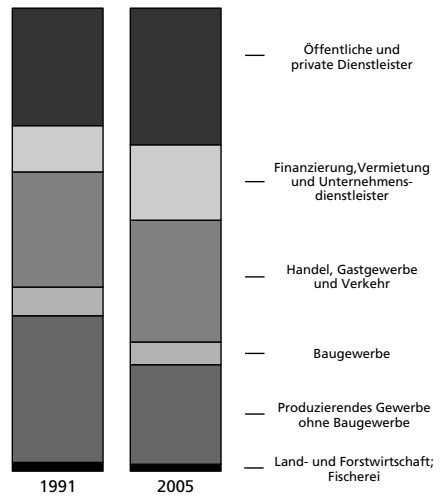 Öffentliche und
private Dienstleister
Finanzierung,Vermietung
und Unternehmens-
dienstleister
Handel, Gastgewerbe
und Verkehr
Baugewerbe
Produzierendes Gewerbe
ohne Baugewerbe
Land- und Forstwirtschaft;
Fischerei
1991
2005